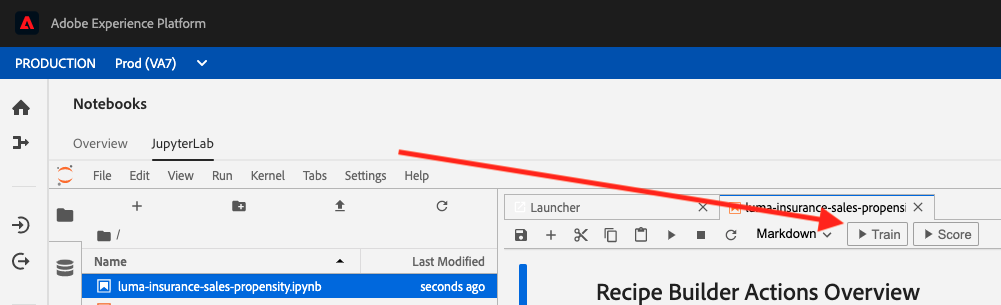 Adobe Experience Platform
PRODUCTION Prod (VA7)
Notebooks
Overview JupyterLab
File Edit View Run Kernel Tabs Settings Help
Launcher luma-insurance-sales-propensi
Markdown Train Score
/
Name Last Modified
luma-insurance-sales-propensity.ipynb seconds ago
Recipe Builder Actions Overview